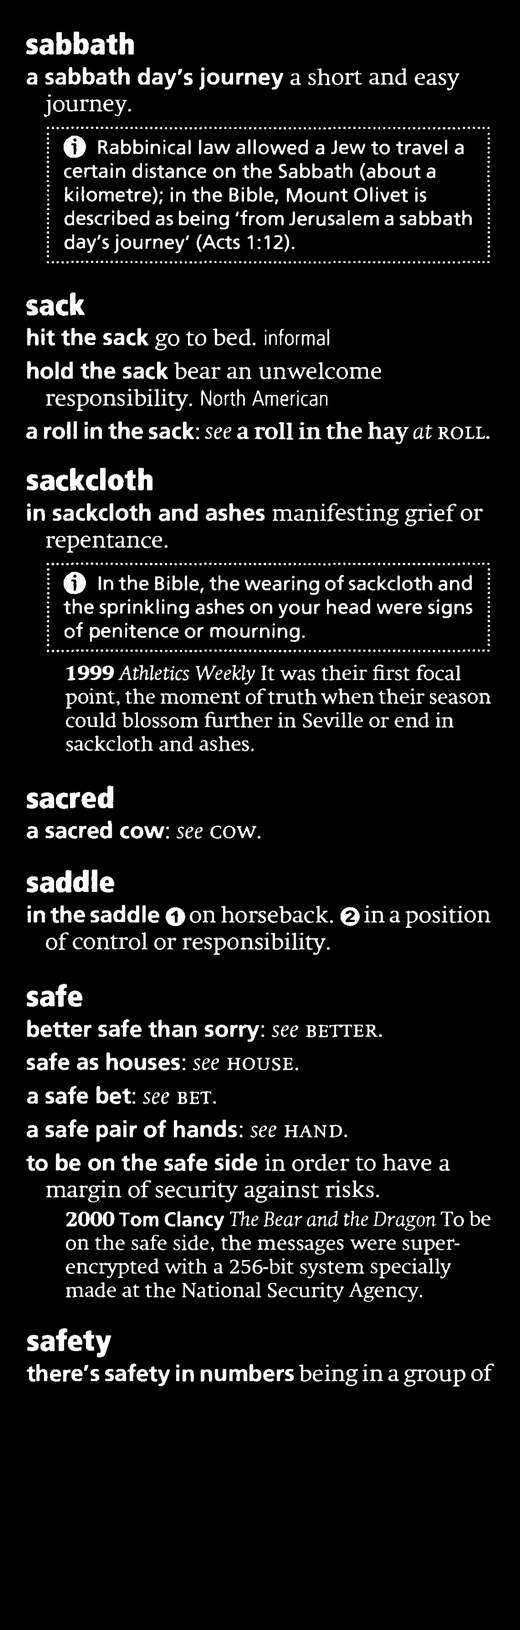 sabbath
a sabbath day's journey a short and easy
journey.
i Rabbinical law allowed a Jew to travel a
certain distance on the Sabbath (about a
kilometre); in the Bible, Mount Olivet is
described as being ‘from Jerusalem a sabbath
day's journey’ (Acts 1:12).
sack
hit the sack go to bed. informal
hold the sack bear an unwelcome
responsibility. North American
a roll in the sack: see a roll in the hay at ROLL.
sackcloth
in sackcloth and ashes manifesting grief or
repentance.
i In the Bible, the wearing of sackcloth and
the sprinkling ashes on your head were signs
of penitence or mourning.
1999 Athletics Weekly It was their first focal
point, the moment of truth when their season
could blossom further in Seville or end in
sackcloth and ashes.
sacred
a sacred cow: see COW.
saddle
in the saddle ❶ on horseback. ❷ in a position
of control or responsibility.
safe
better safe than sorry: see BETTER.
safe as houses: see HOUSE.
a safe bet: see BET.
a safe pair of hands: see HAND.
to be on the safe side in order to have a
margin of security against risks.
2000 Tom Clancy The Bear and the Dragon To be
on the safe side, the messages were super-
encrypted with a 256-bit system specially
made at the National Security Agency.
safety
there's safety in numbers being in a group of